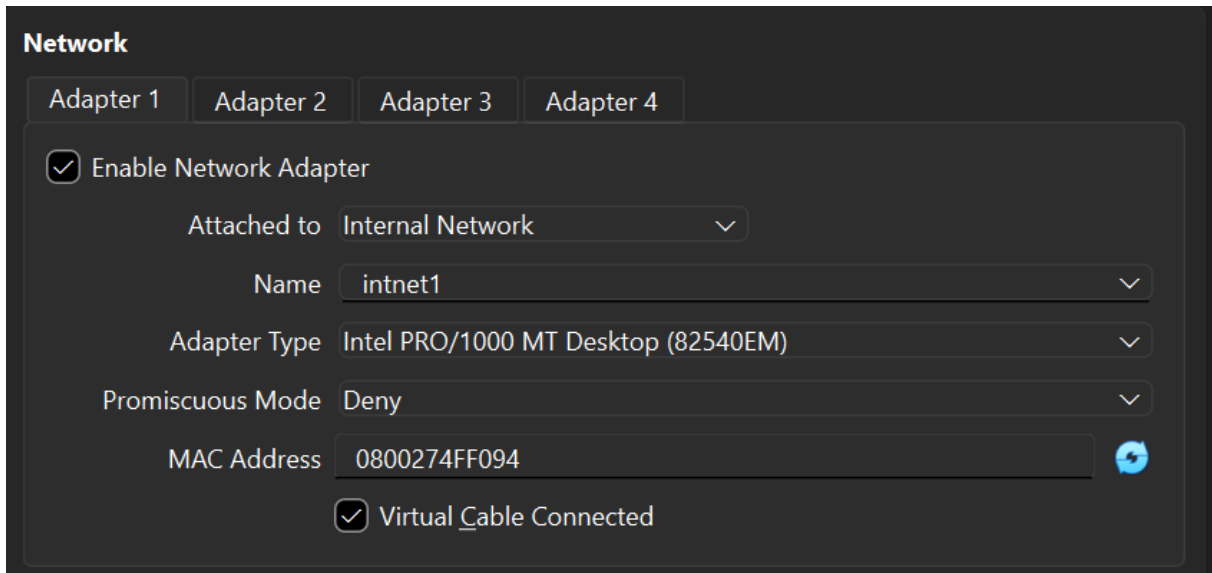 Network
Adapter 1 Adapter 2 Adapter 3 Adapter 4
Enable Network Adapter
Attached to Internal Network
Name intnet1
Adapter Type Intel PRO/1000 MT Desktop (82540EM)
Promiscuous Mode Deny
MAC Address 0800274FF094
Virtual Cable Connected